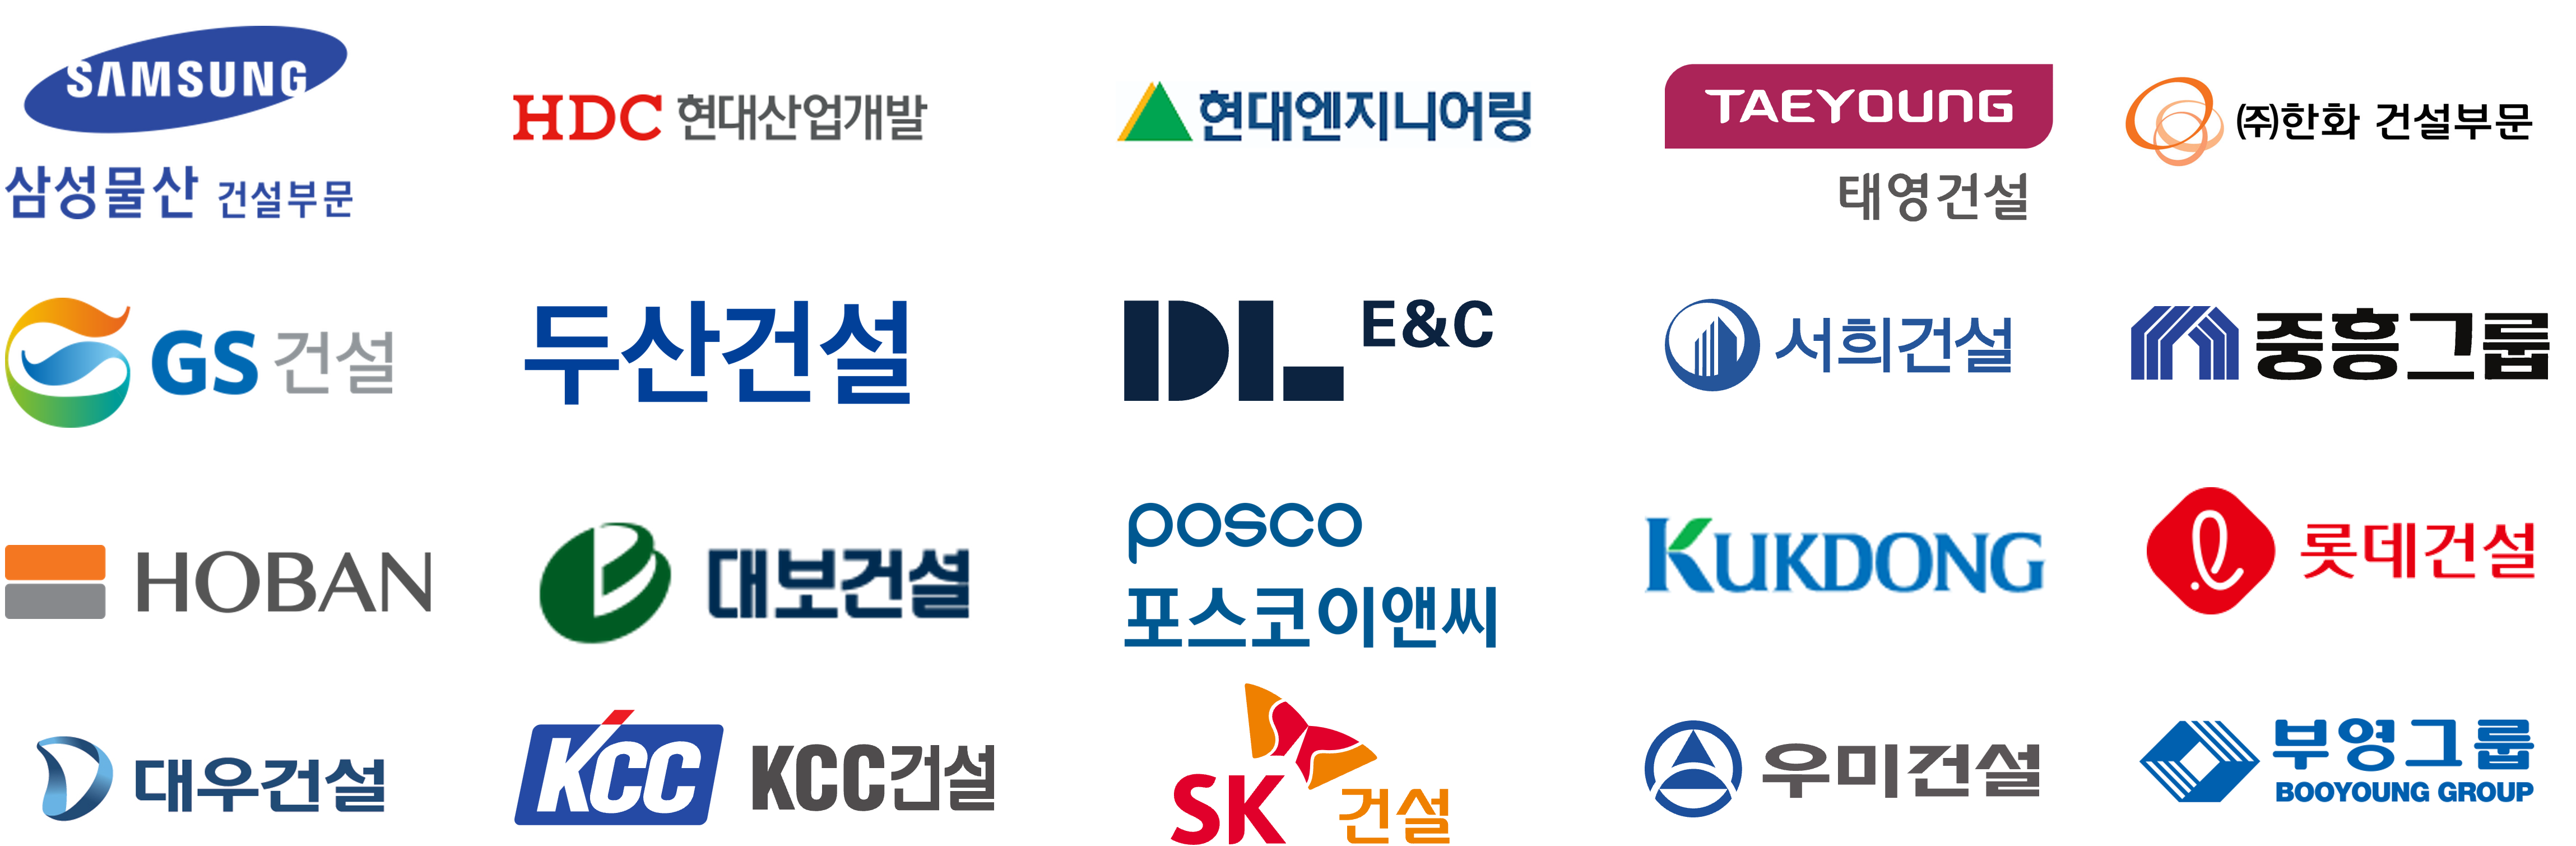 SAMSUNG
삼성물산 건설부문
HDC 현대산업개발
현대엔지니어링
TAEYOUNG
태영건설
㈜한화 건설부문
GS 건설
두산건설
DL E&C
서희건설
중흥그룹
HOBAN
대보건설
posco
포스코이앤씨
KUKDONG
롯데건설
대우건설
KCC KCC건설
SK 건설
우미건설
부영그룹
BOOYOUNG GROUP